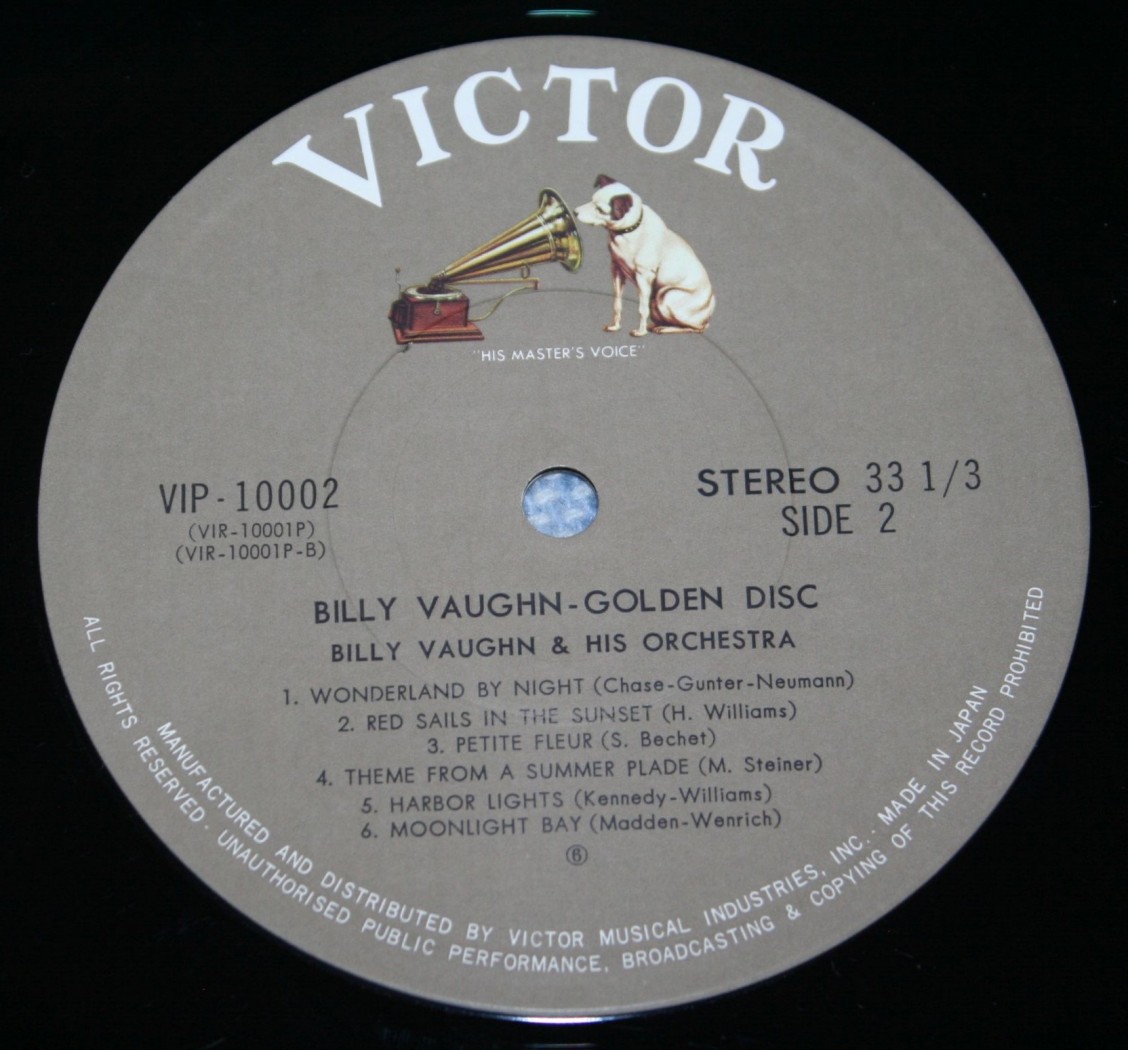 VICTOR
"HIS MASTER'S VOICE"
VIP-10002
(VIR-10001P)
(VIR-10001P-B)
STEREO 33 1/3
SIDE 2
BILLY VAUGHN-GOLDEN DISC
BILLY VAUGHN & HIS ORCHESTRA
1. WONDERLAND BY NIGHT (Chase-Gunter-Neumann)
2. RED SAILS IN THE SUNSET (H. Williams)
3. PETITE FLEUR (S. Bechet)
4. THEME FROM A SUMMER PLADE (M. Steiner)
5. HARBOR LIGHTS (Kennedy-Williams)
6. MOONLIGHT BAY (Madden-Wenrich)
MANUFACTURED AND DISTRIBUTED BY VICTOR MUSICAL INDUSTRIES, INC. · MADE IN JAPAN
ALL RIGHTS RESERVED · UNAUTHORISED PUBLIC PERFORMANCE, BROADCASTING & COPYING OF THIS RECORD PROHIBITED